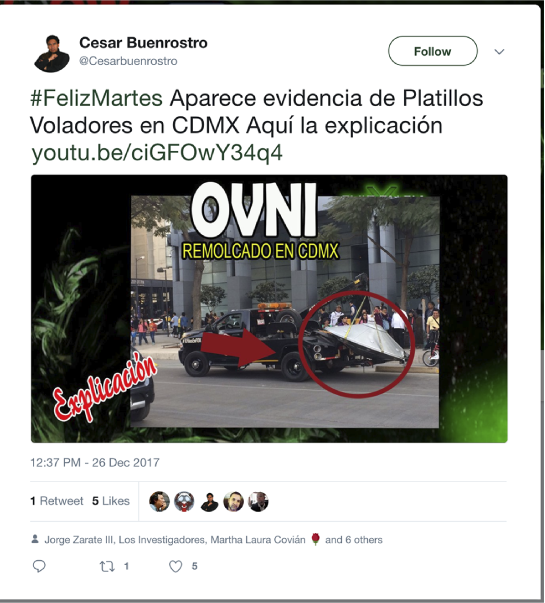 Cesar Buenrostro
@Cesarbuenrostro
Follow
#FelizMartes Aparece evidencia de Platillos
Voladores en CDMX Aquí la explicación
youtu.be/ciGFOwY34q4
OVNI
REMOLCADO EN CDMX
Explicación
12:37 PM - 26 Dec 2017
1 Retweet 5 Likes
Jorge Zarate III, Los Investigadores, Martha Laura Covián 🌹 and 6 others
1 5